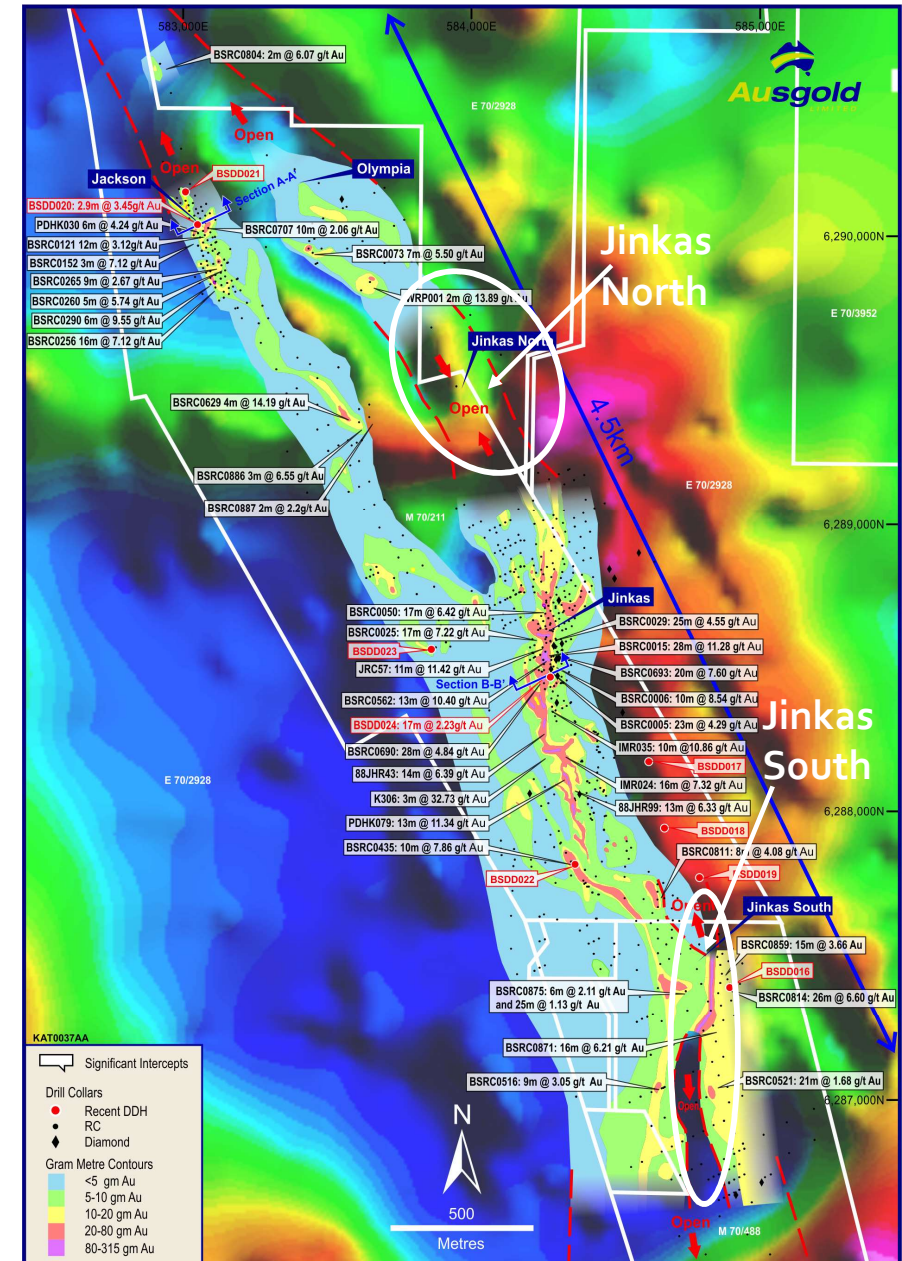 583,000E
584,000E
585,000E
Ausgold
LIMITED
BSRC0804: 2m @ 6.07 g/t Au
E 70/2928
Open
Open
Olympia
Jackson
BSDD021
Section A-A'
BSDD020: 2.9m @ 3.45g/t Au
PDHK030 6m @ 4.24 g/t Au
BSRC0707 10m @ 2.06 g/t Au
BSRC0121 12m @ 3.12g/t Au
BSRC0073 7m @ 5.50 g/t Au
BSRC0152 3m @ 7.12 g/t Au
BSRC0265 9m @ 2.67 g/t Au
BSRC0260 5m @ 5.74 g/t Au
BSRC0290 6m @ 9.55 g/t Au
BSRC0256 16m @ 7.12 g/t Au
WRP001 2m @ 13.89 g/t Au
Jinkas
North
6,290,000N
E 70/3952
Jinkas North
Open
4.5km
BSRC0629 4m @ 14.19 g/t Au
BSRC0886 3m @ 6.55 g/t Au
BSRC0887 2m @ 2.2g/t Au
M 70/211
E 70/2928
6,289,000N
Jinkas
BSRC0050: 17m @ 6.42 g/t Au
BSRC0025: 17m @ 7.22 g/t Au
BSDD023
JRC57: 11m @ 11.42 g/t Au
Section B-B'
BSRC0562: 13m @ 10.40 g/t Au
BSDD024: 17m @ 2.23g/t Au
BSRC0690: 28m @ 4.84 g/t Au
88JHR43: 14m @ 6.39 g/t Au
K306: 3m @ 32.73 g/t Au
PDHK079: 13m @ 11.34 g/t Au
BSRC0435: 10m @ 7.86 g/t Au
BSDD022
BSRC0029: 25m @ 4.55 g/t Au
BSRC0015: 28m @ 11.28 g/t Au
BSRC0693: 20m @ 7.60 g/t Au
BSRC0006: 10m @ 8.54 g/t Au
BSRC0005: 23m @ 4.29 g/t Au
IMR035: 10m @10.86 g/t Au
BSDD017
IMR024: 16m @ 7.32 g/t Au
88JHR99: 13m @ 6.33 g/t Au
BSDD018
BSRC0811: 8m @ 4.08 g/t Au
BSDD019
Jinkas
South
E 70/2928
6,288,000N
Open
Jinkas South
BSRC0859: 15m @ 3.66 Au
BSDD016
BSRC0814: 26m @ 6.60 g/t Au
BSRC0875: 6m @ 2.11 g/t Au
and 25m @ 1.13 g/t Au
BSRC0871: 16m @ 6.21 g/t Au
BSRC0516: 9m @ 3.05 g/t Au
BSRC0521: 21m @ 1.68 g/t Au
6,287,000N
Open
Open
M 70/488
KAT0037AA
Significant Intercepts
Drill Collars
Recent DDH
RC
Diamond
Gram Metre Contours
<5 gm Au
5-10 gm Au
10-20 gm Au
20-80 gm Au
80-315 gm Au
N
500
Metres